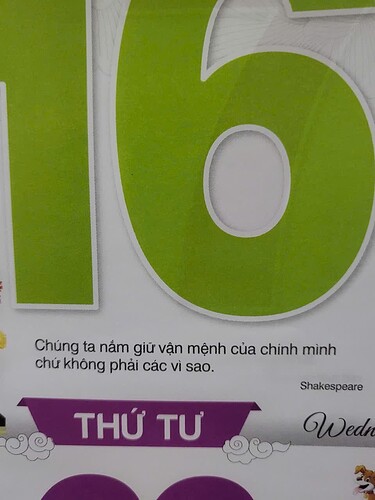 16
Chúng ta nắm giữ vận mệnh của chính mình
chứ không phải các vì sao.
Shakespeare
THỨ TƯ